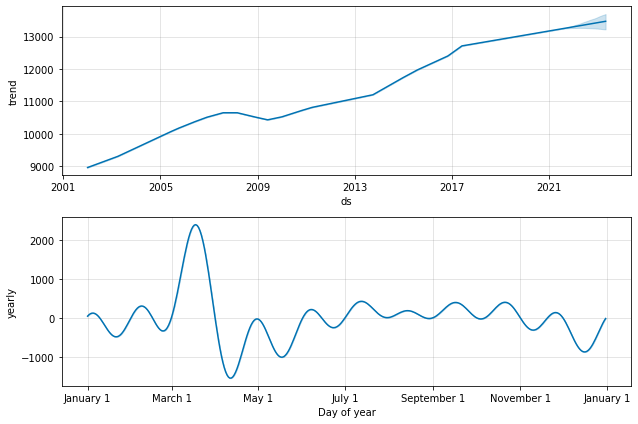 13000
12000
11000
10000
9000
trend
2001
2005
2009
2013
2017
2021
ds
2000
1000
0
−1000
yearly
January 1
March 1
May 1
July 1
September 1
November 1
January 1
Day of year